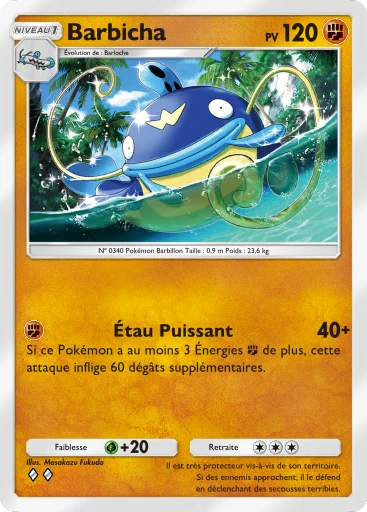 NIVEAU 1
Barbicha
PV 120
Évolution de : Barloche
N° 0340 Pokémon Barbillon Taille : 0,9 m Poids : 23,6 kg
Étau Puissant 40+
Si ce Pokémon a au moins 3 Énergies de plus, cette
attaque inflige 60 dégâts supplémentaires.
Faiblesse +20
Retraite
Illus. Masakazu Fukuda
Il est très protecteur vis-à-vis de son territoire.
Si des ennemis approchent, il le défend
en déclenchant des secousses terribles.